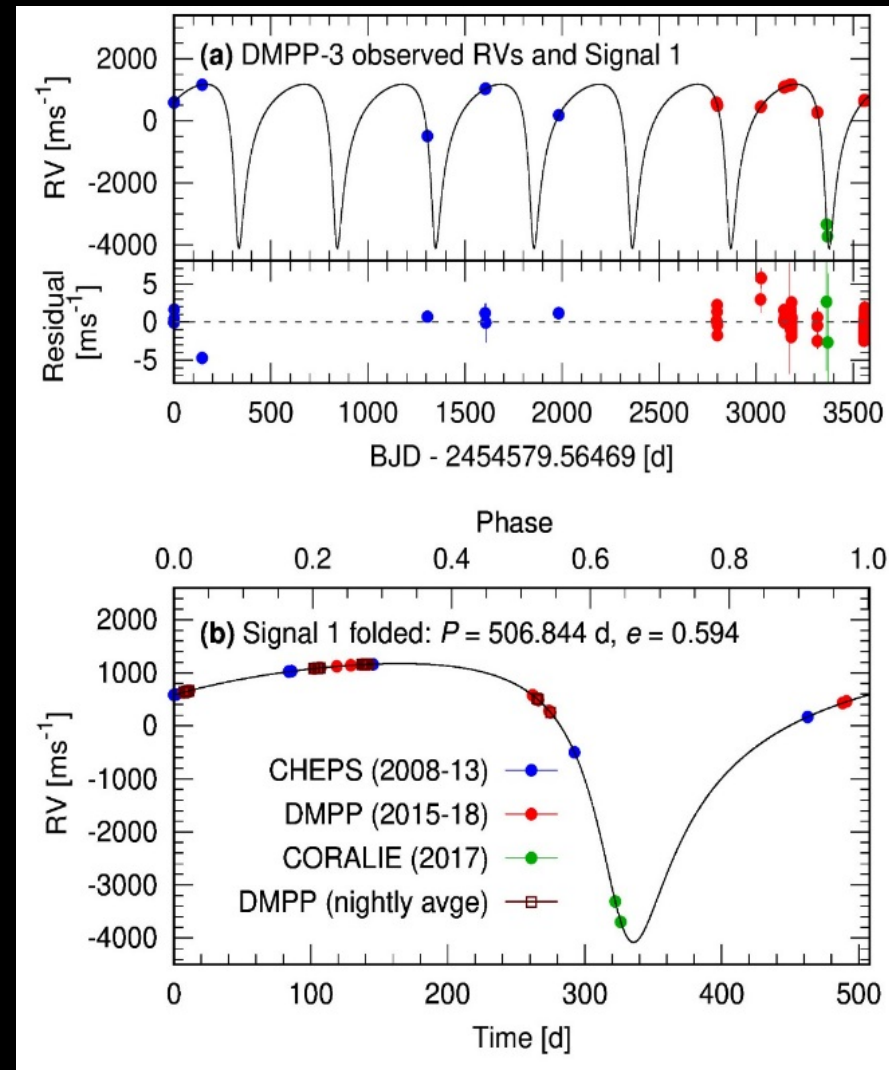 (a) DMPP-3 observed RVs and Signal 1
RV [ms⁻¹]
2000
0
-2000
-4000
Residual
[ms⁻¹]
5
0
-5
0 500 1000 1500 2000 2500 3000 3500
BJD - 2454579.56469 [d]
Phase
0.0 0.2 0.4 0.6 0.8 1.0
(b) Signal 1 folded: P = 506.844 d, e = 0.594
RV [ms⁻¹]
2000
1000
0
-1000
-2000
-3000
-4000
CHEPS (2008-13)
DMPP (2015-18)
CORALIE (2017)
DMPP (nightly avge)
0 100 200 300 400 500
Time [d]